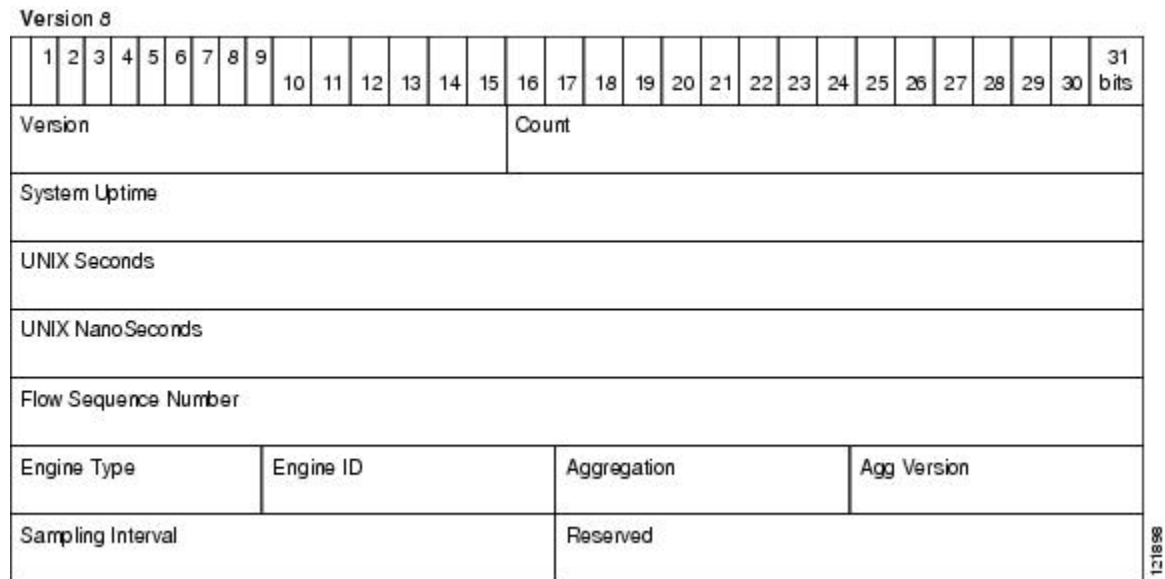 Version 8
1 2 3 4 5 6 7 8 9 10 11 12 13 14 15 16 17 18 19 20 21 22 23 24 25 26 27 28 29 30 31 bits
Version Count
System Uptime
UNIX Seconds
UNIX NanoSeconds
Flow Sequence Number
Engine Type Engine ID Aggregation Agg Version
Sampling Interval Reserved
121898